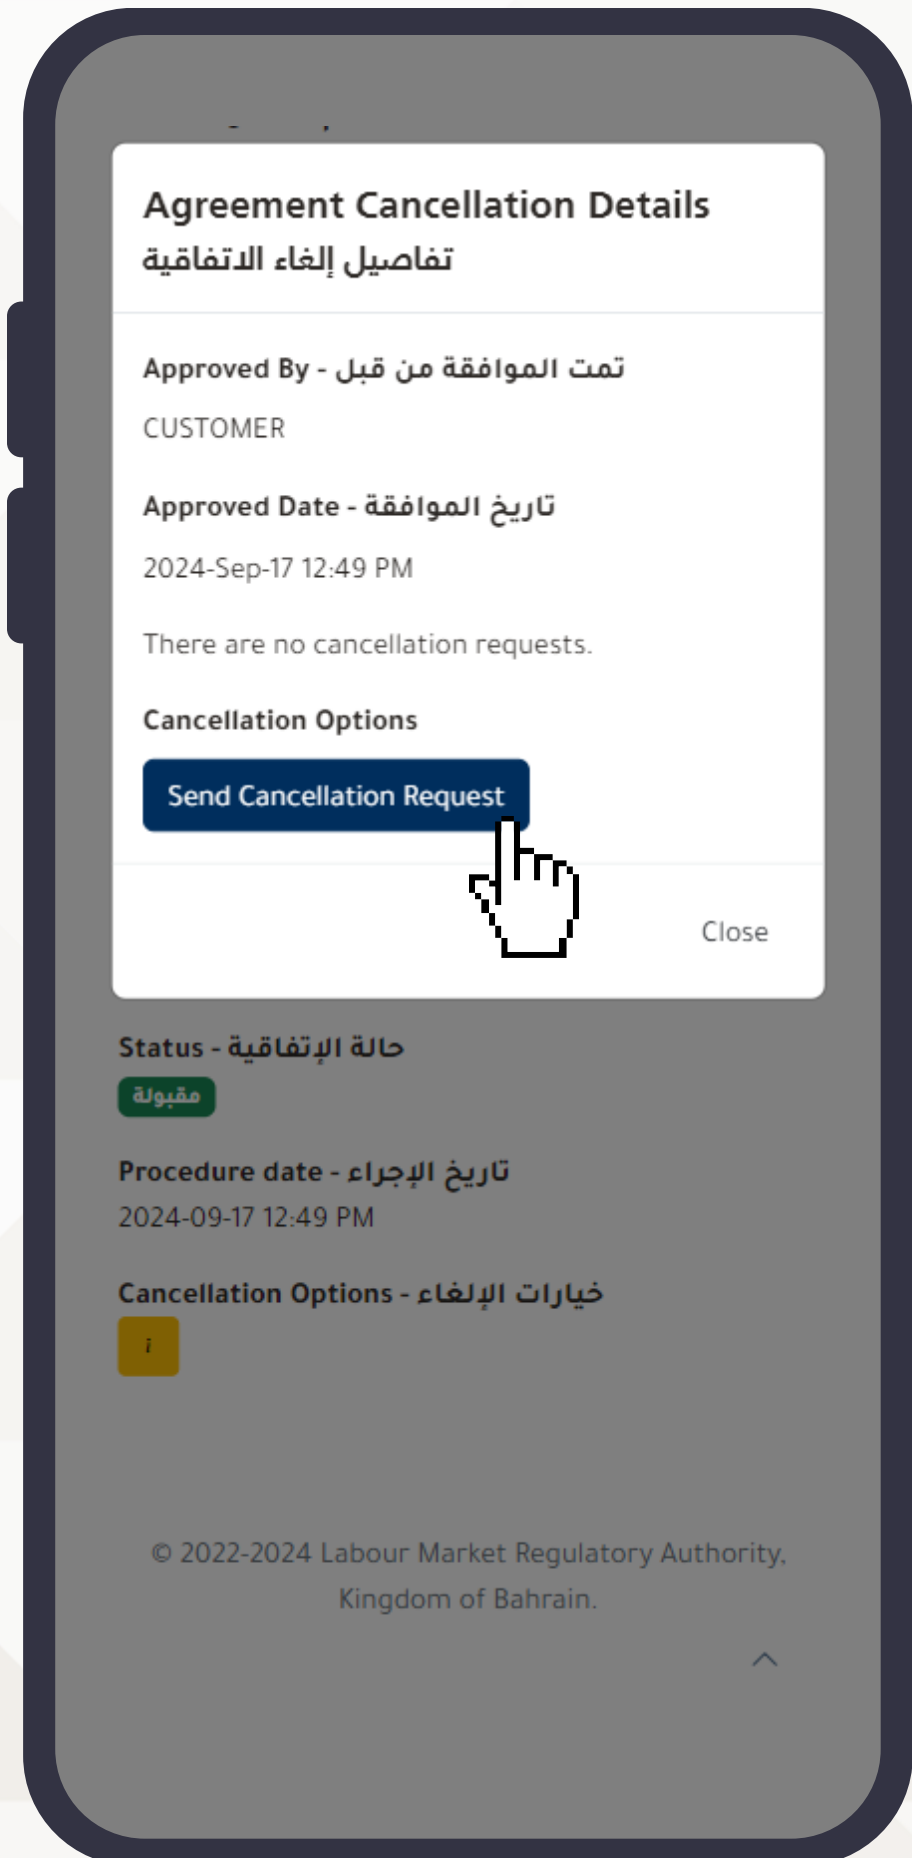 Agreement Cancellation Details
تفاصيل إلغاء الاتفاقية
Approved By - تمت الموافقة من قبل
CUSTOMER
Approved Date - تاريخ الموافقة
2024-Sep-17 12:49 PM
There are no cancellation requests.
Cancellation Options
Send Cancellation Request
Close
Status - حالة الإتفاقية
مقبولة
Procedure date - تاريخ الإجراء
2024-09-17 12:49 PM
Cancellation Options - خيارات الإلغاء
i
© 2022-2024 Labour Market Regulatory Authority,
Kingdom of Bahrain.